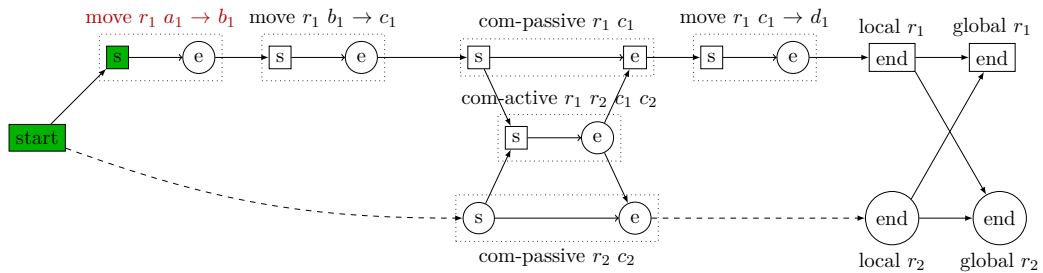 move r₁ a₁ → b₁
move r₁ b₁ → c₁
com-passive r₁ c₁
move r₁ c₁ → d₁
local r₁
global r₁
s
e
s
e
s
e
s
e
end
end
com-active r₁ r₂ c₁ c₂
start
s
e
s
e
end
end
com-passive r₂ c₂
local r₂
global r₂